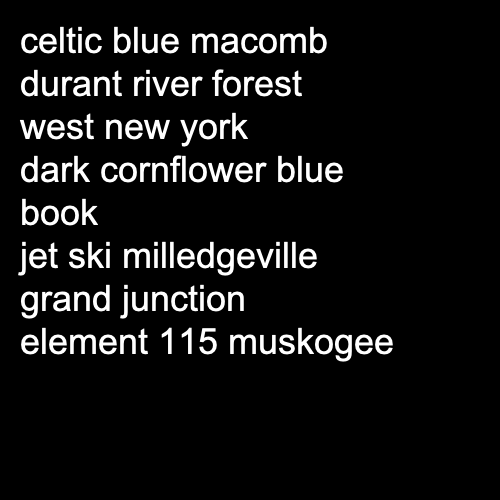 celtic blue macomb
durant river forest
west new york
dark cornflower blue
book
jet ski milledgeville
grand junction
element 115 muskogee